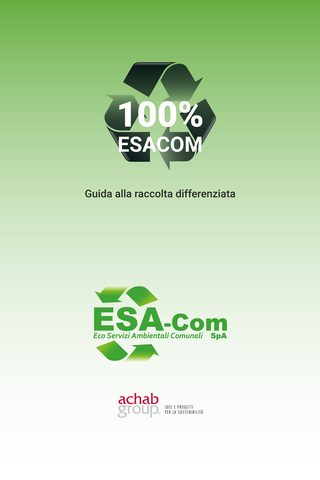 100%
ESACOM
Guida alla raccolta differenziata
ESA-Com
Eco Servizi Ambientali Comunali SpA
achab
group.
IDEE E PROGETTI
PER LA SOSTENIBILITÀ